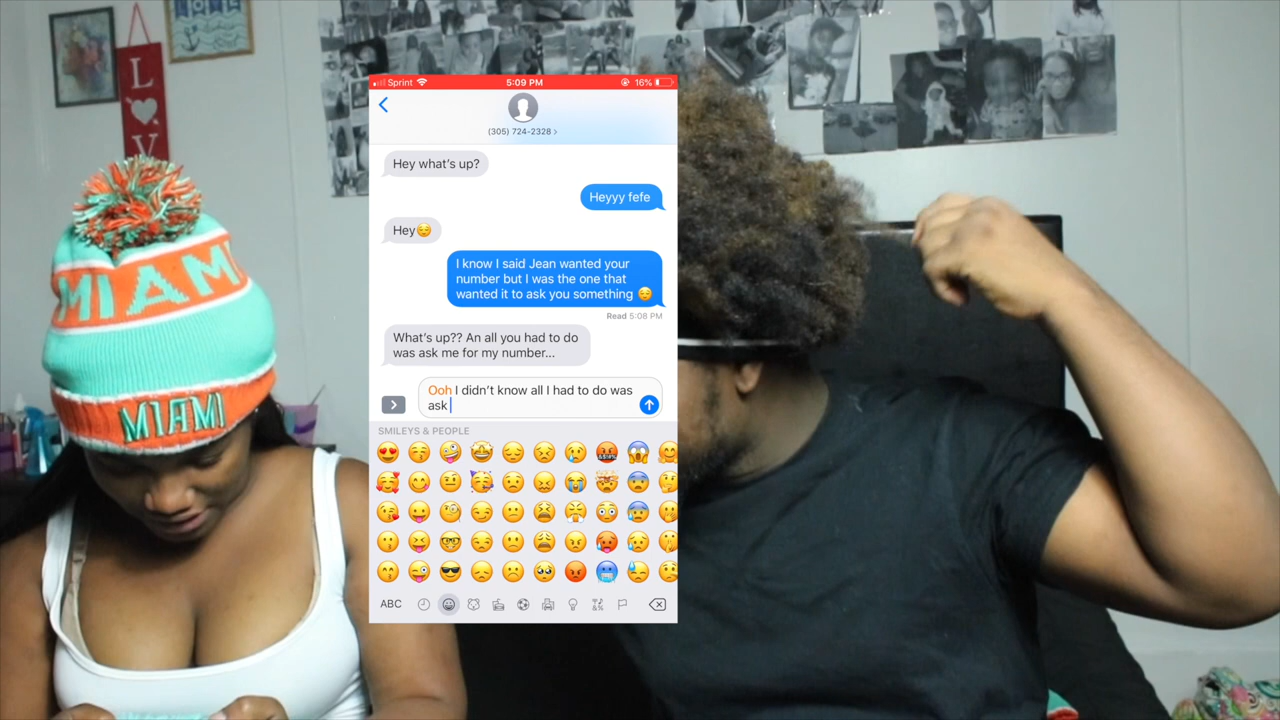 LOVE
L
V
Sprint
5:09 PM
16%
(305) 724-2328 >
Hey what's up?
Heyyy fefe
Hey😌
I know I said Jean wanted your
number but I was the one that
wanted it to ask you something 😌
Read 5:08 PM
What's up?? An all you had to do
was ask me for my number...
Ooh I didn't know all I had to do was
ask
SMILEYS & PEOPLE
ABC
MIAMI
MIAMI